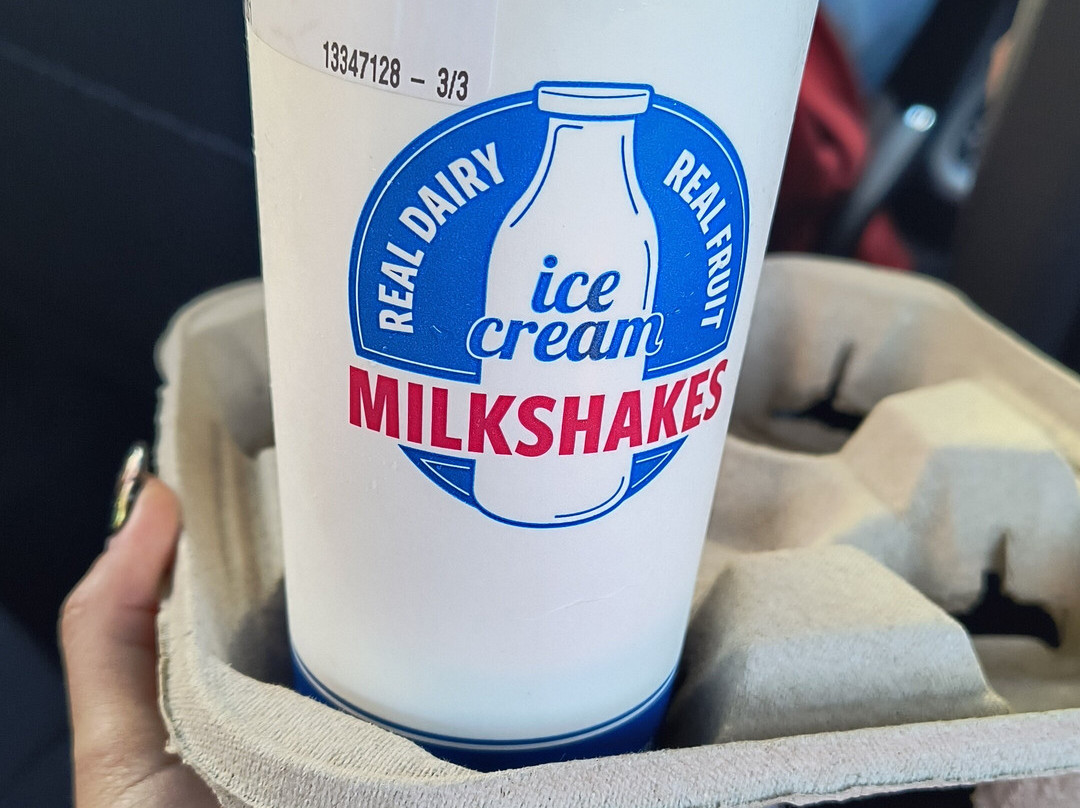 13347128 – 3/3
REAL DAIRY
REAL FRUIT
ice
cream
MILKSHAKES